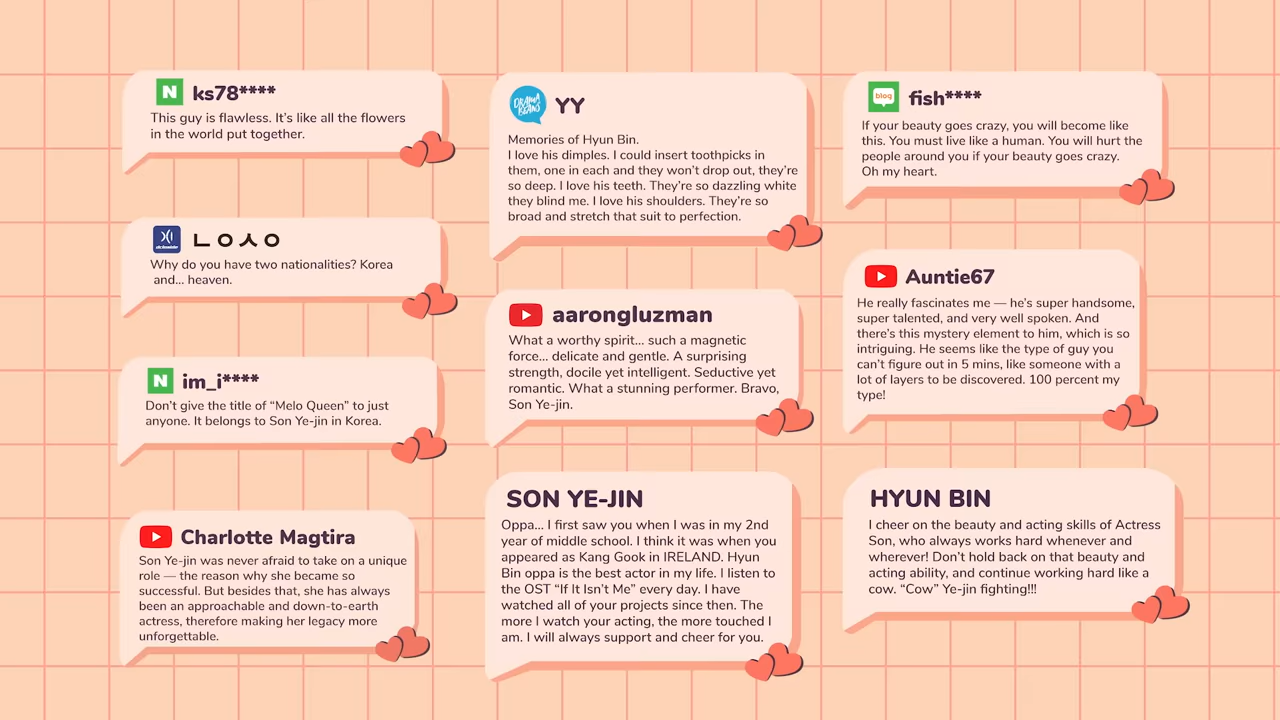 N ks78****
This guy is flawless. It's like all the flowers
in the world put together.
ㄴㅇㅅㅇ
Why do you have two nationalities? Korea
and... heaven.
N im_i****
Don't give the title of “Melo Queen” to just
anyone. It belongs to Son Ye-jin in Korea.
Charlotte Magtira
Son Ye-jin was never afraid to take on a unique
role — the reason why she became so
successful. But besides that, she has always
been an approachable and down-to-earth
actress, therefore making her legacy more
unforgettable.
DRAMA
BEANS
YY
Memories of Hyun Bin.
I love his dimples. I could insert toothpicks in
them, one in each and they won't drop out, they're
so deep. I love his teeth. They're so dazzling white
they blind me. I love his shoulders. They're so
broad and stretch that suit to perfection.
aarongluzman
What a worthy spirit... such a magnetic
force... delicate and gentle. A surprising
strength, docile yet intelligent. Seductive yet
romantic. What a stunning performer. Bravo,
Son Ye-jin.
SON YE-JIN
Oppa... I first saw you when I was in my 2nd
year of middle school. I think it was when you
appeared as Kang Gook in IRELAND. Hyun
Bin oppa is the best actor in my life. I listen to
the OST “If It Isn't Me” every day. I have
watched all of your projects since then. The
more I watch your acting, the more touched I
am. I will always support and cheer for you.
blog fish****
If your beauty goes crazy, you will become like
this. You must live like a human. You will hurt the
people around you if your beauty goes crazy.
Oh my heart.
Auntie67
He really fascinates me — he's super handsome,
super talented, and very well spoken. And
there's this mystery element to him, which is so
intriguing. He seems like the type of guy you
can't figure out in 5 mins, like someone with a
lot of layers to be discovered. 100 percent my
type!
HYUN BIN
I cheer on the beauty and acting skills of Actress
Son, who always works hard whenever and
wherever! Don't hold back on that beauty and
acting ability, and continue working hard like a
cow. “Cow” Ye-jin fighting!!!